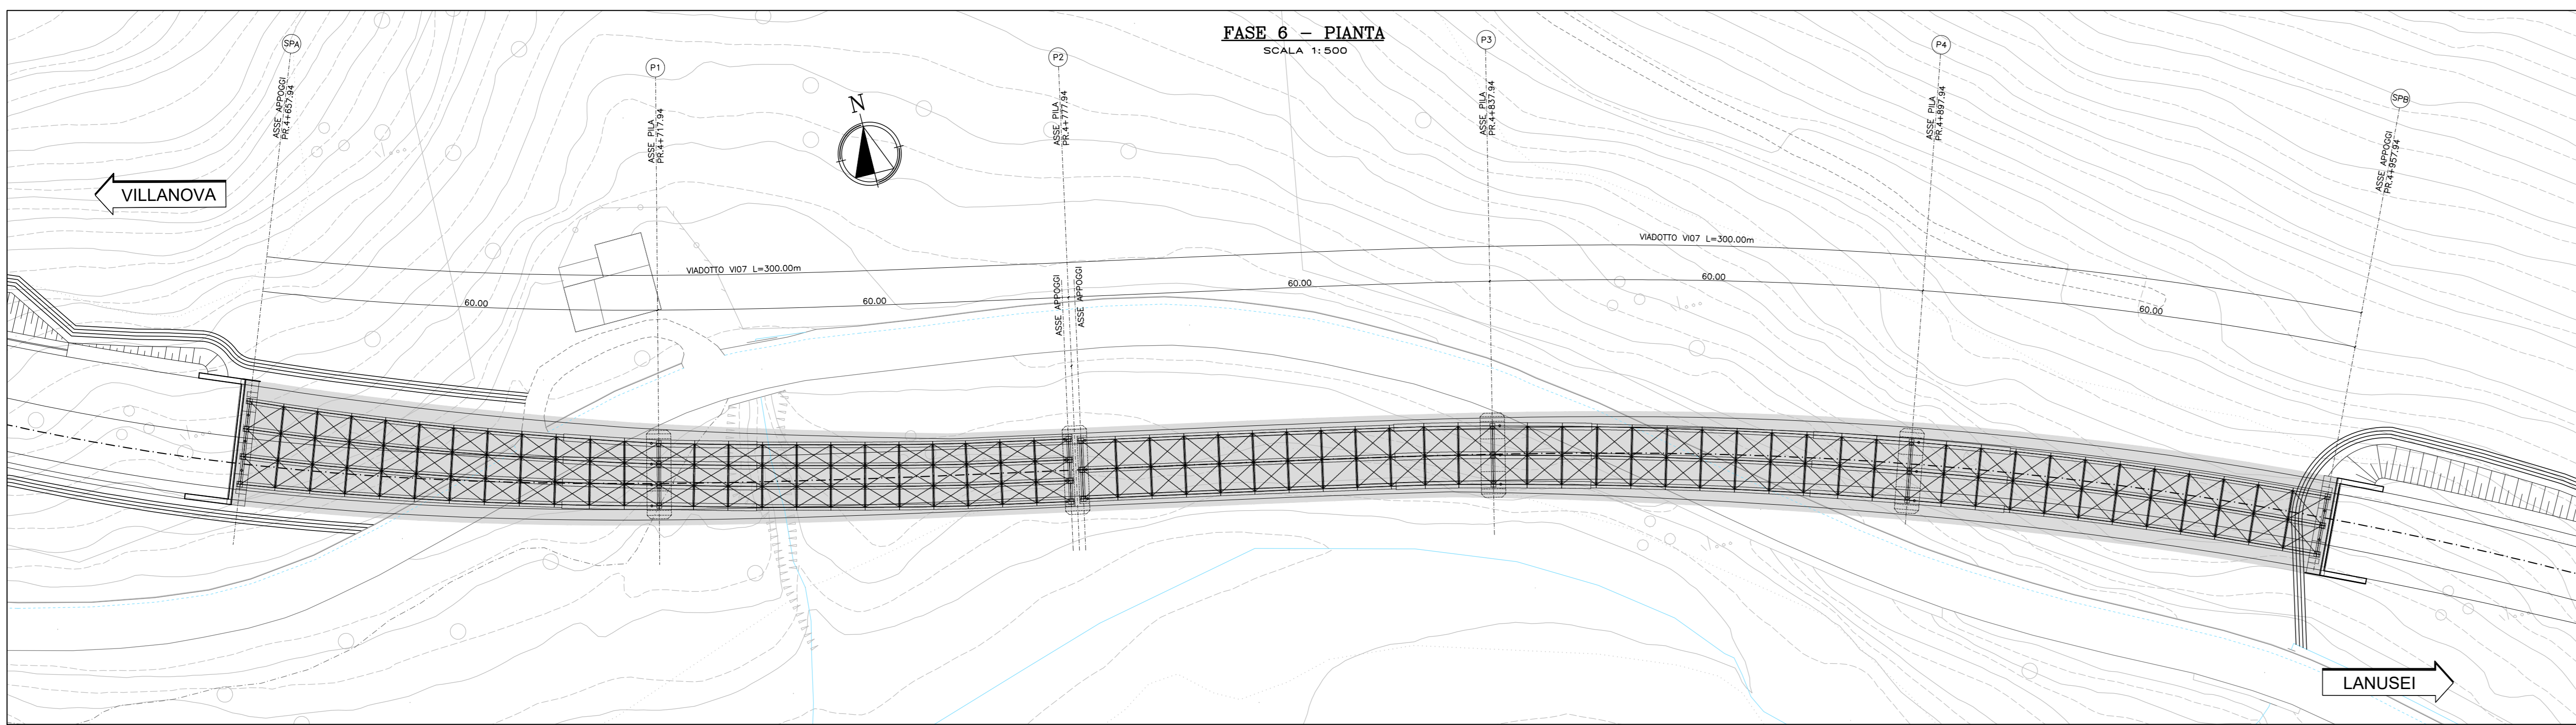 FASE 6 - PIANTA
SCALA 1:500
SPA
ASSE APPOGGI
PR.4+657.94
P1
ASSE PILA
PR.4+717.94
P2
ASSE PILA
PR.4+777.94
P3
ASSE PILA
PR.4+837.94
P4
ASSE PILA
PR.4+897.94
SPB
ASSE APPOGGI
PR.4+957.94
N
VILLANOVA
VIADOTTO VI07 L=300.00m
VIADOTTO VI07 L=300.00m
60.00
60.00
60.00
60.00
60.00
ASSE APPOGGI
ASSE APPOGGI
LANUSEI